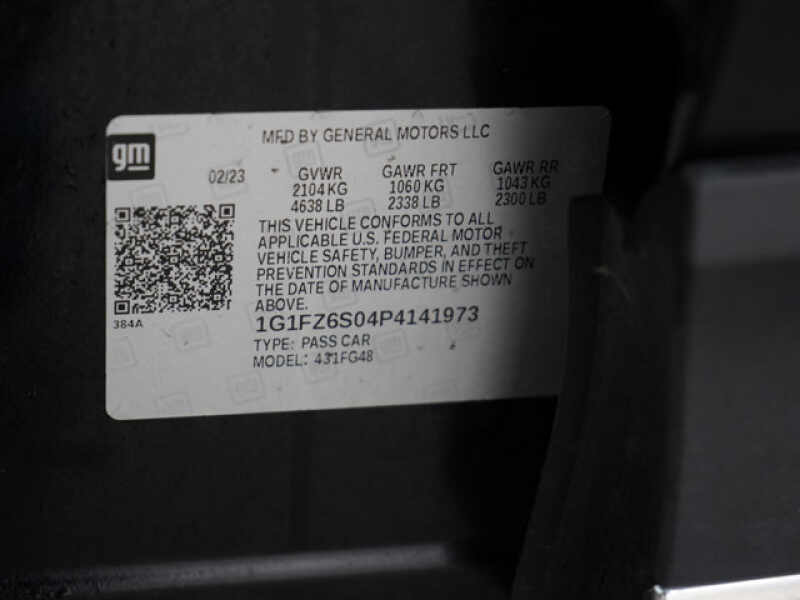 gm
MFD BY GENERAL MOTORS LLC
02/23 GVWR GAWR FRT GAWR RR
2104 KG 1060 KG 1043 KG
4638 LB 2338 LB 2300 LB
THIS VEHICLE CONFORMS TO ALL
APPLICABLE U.S. FEDERAL MOTOR
VEHICLE SAFETY, BUMPER, AND THEFT
PREVENTION STANDARDS IN EFFECT ON
THE DATE OF MANUFACTURE SHOWN
ABOVE.
384A
1G1FZ6S04P4141973
TYPE: PASS CAR
MODEL: 431FG48